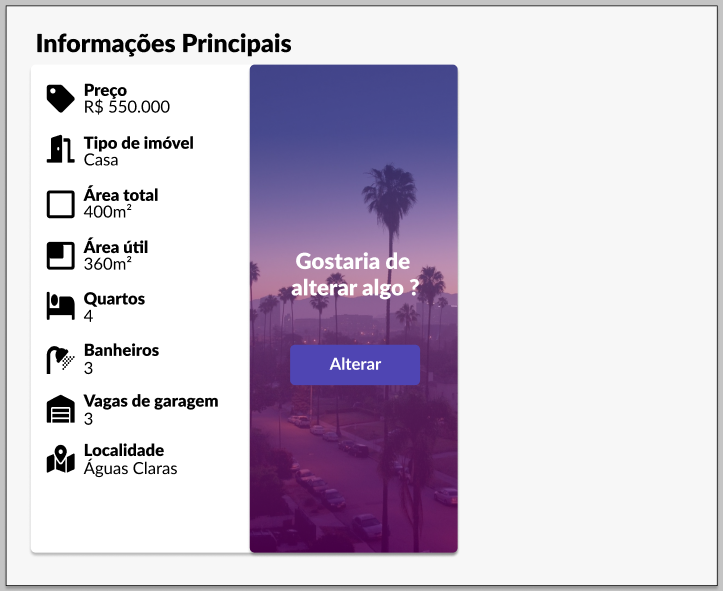 Informações Principais
Preço
R$ 550.000
Tipo de imóvel
Casa
Área total
400m²
Área útil
360m²
Quartos
4
Banheiros
3
Vagas de garagem
3
Localidade
Águas Claras
Gostaria de
alterar algo ?
Alterar